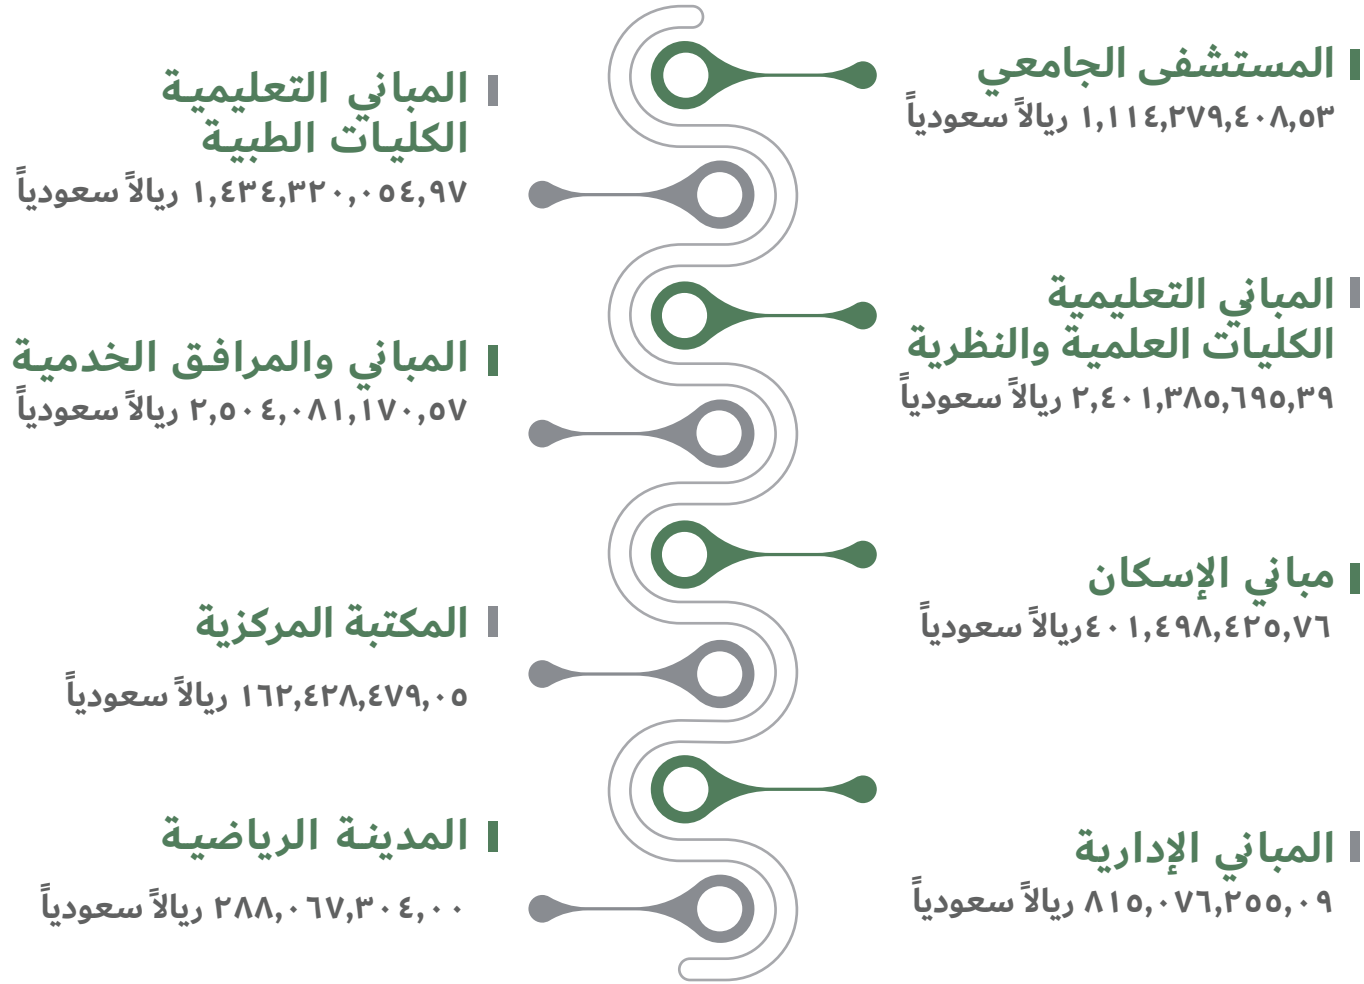 المستشفى الجامعي
١,١١٤,٢٧٩,٤٠٨,٥٣ ريالاً سعودياً
المباني التعليمية
الكليات الطبية
١,٤٣٤,٣٢٠,٠٥٤,٩٧ ريالاً سعودياً
المباني التعليمية
الكليات العلمية والنظرية
٢,٤٠١,٣٨٥,٦٩٥,٣٩ ريالاً سعودياً
المباني والمرافق الخدمية
٢,٥٠٤,٠٨١,١٧٠,٥٧ ريالاً سعودياً
مباني الإسكان
٤٠١,٤٩٨,٤٢٥,٧٦ريالاً سعودياً
المكتبة المركزية
١٦٢,٤٢٨,٤٧٩,٠٥ ريالاً سعودياً
المباني الإدارية
٨١٥,٠٧٦,٢٥٥,٠٩ ريالاً سعودياً
المدينة الرياضية
٢٨٨,٠٦٧,٣٠٤,٠٠ ريالاً سعودياً